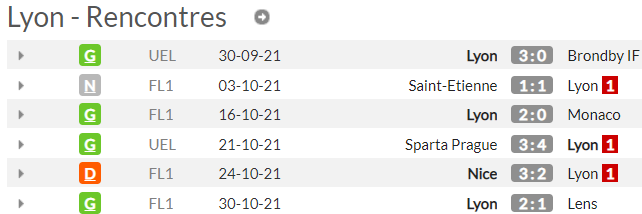 Lyon - Rencontres
G UEL 30-09-21 Lyon 3:0 Brondby IF
N FL1 03-10-21 Saint-Etienne 1:1 Lyon 1
G FL1 16-10-21 Lyon 2:0 Monaco
G UEL 21-10-21 Sparta Prague 3:4 Lyon 1
D FL1 24-10-21 Nice 3:2 Lyon 1
G FL1 30-10-21 Lyon 2:1 Lens